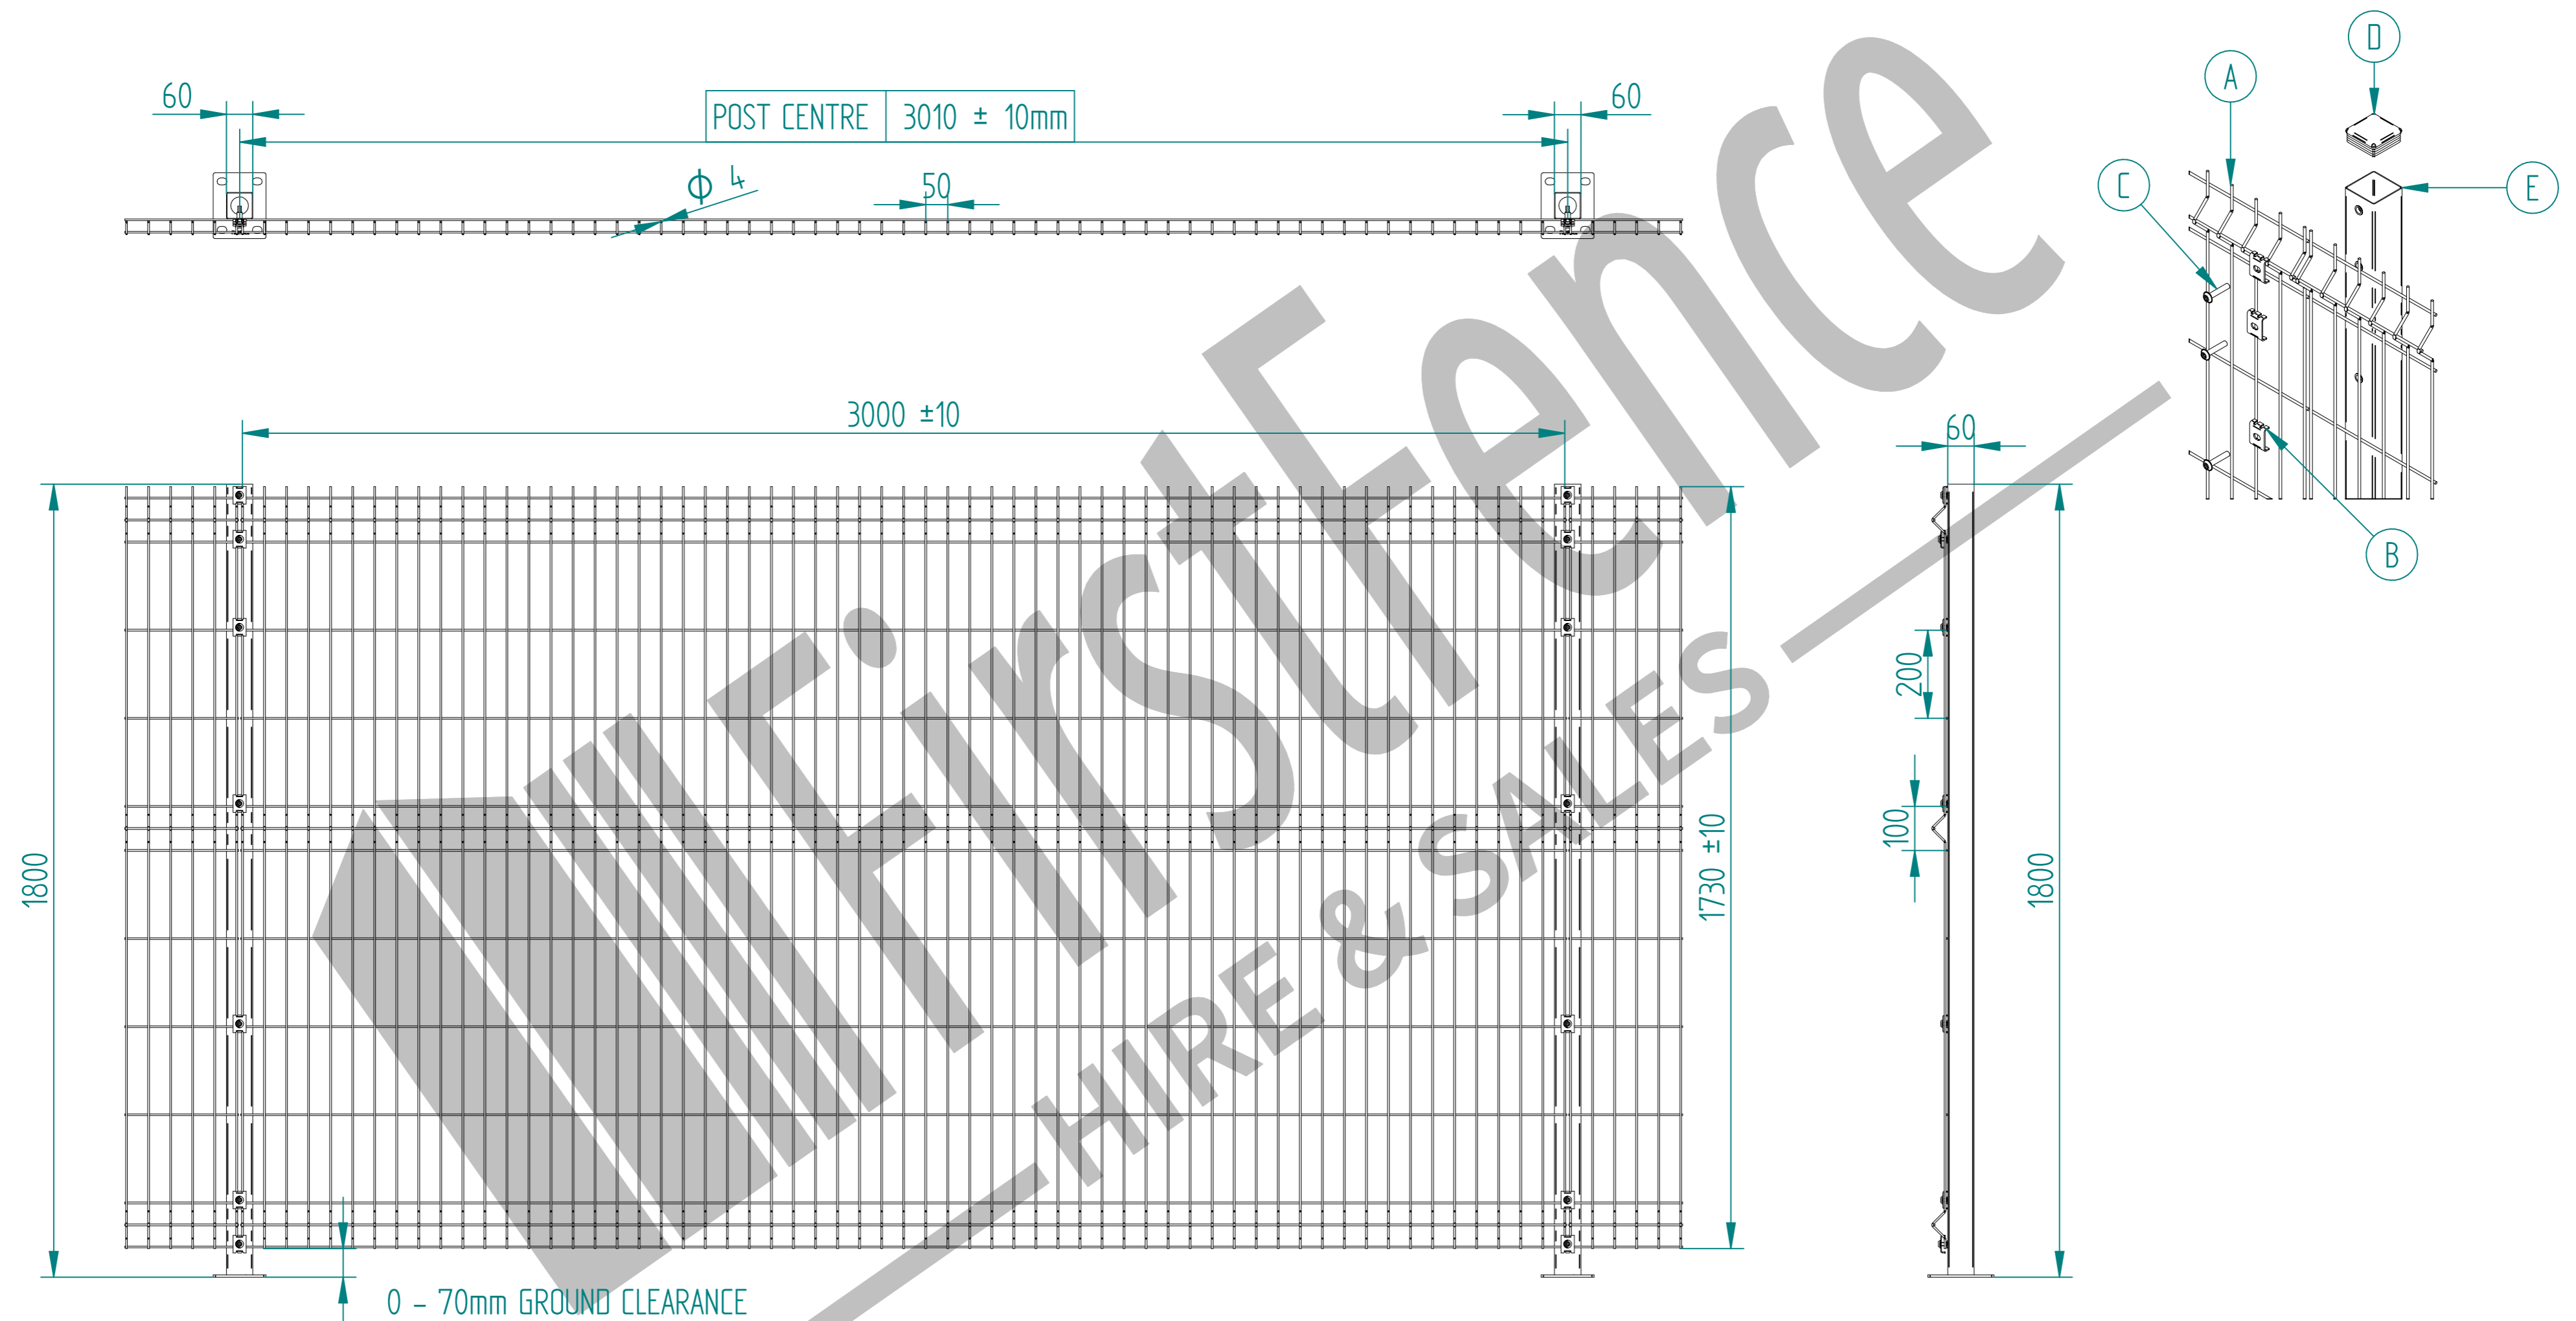 60
POST CENTRE 3010 ± 10mm
60
D
A
C
E
ϕ 4
50
3000 ±10
60
B
200
100
1800
1730 ±10
1800
0 - 70mm GROUND CLEARANCE
FirstFence
HIRE & SALES